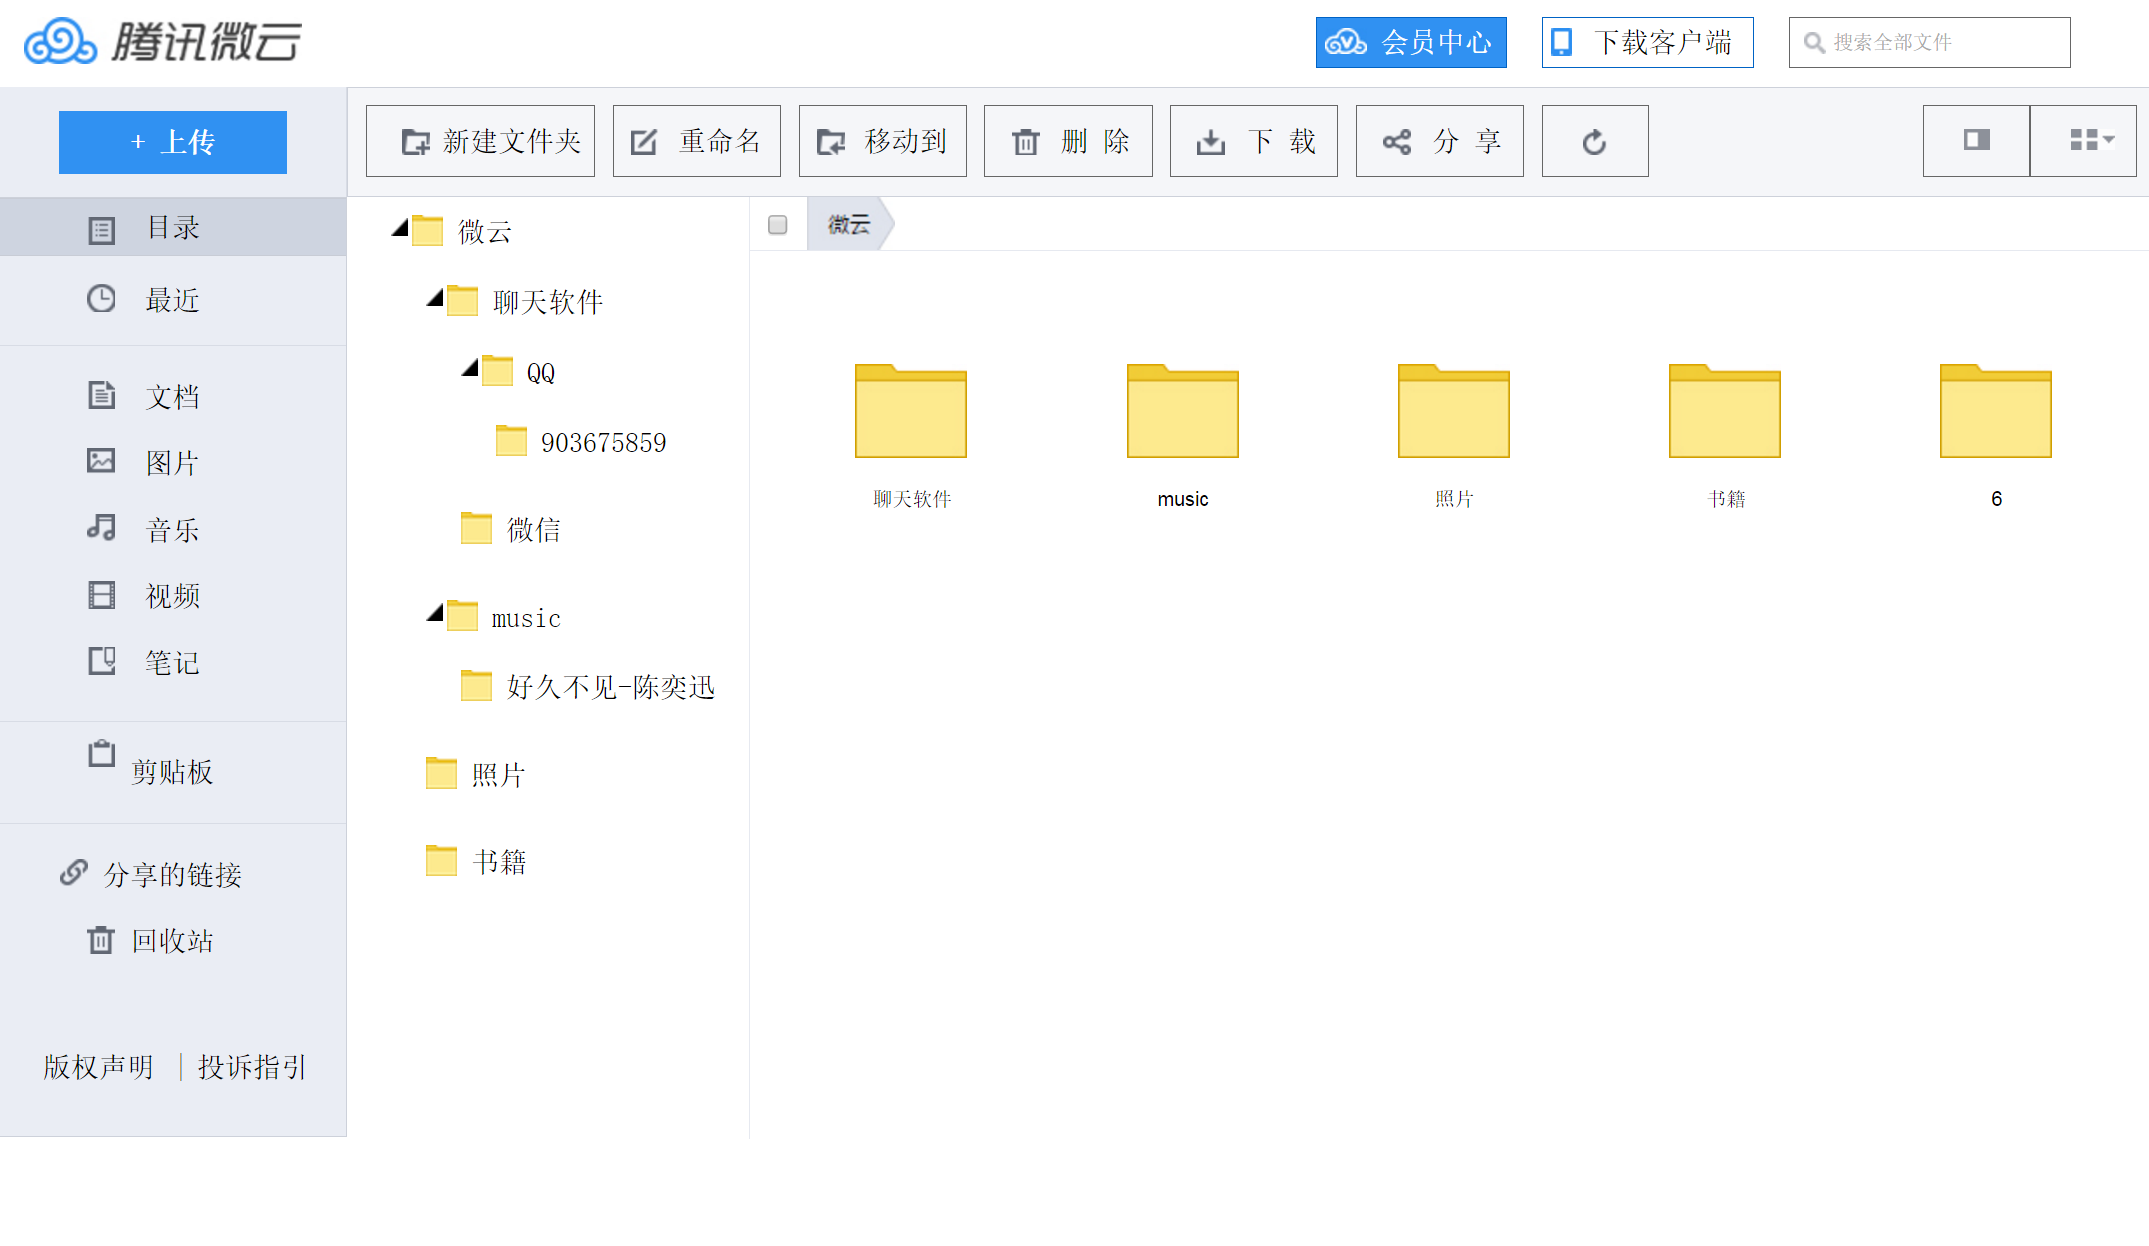 腾讯微云
会员中心
下载客户端
搜索全部文件
+ 上传
新建文件夹
重命名
移动到
删 除
下 载
分 享
目录
最近
文档
图片
音乐
视频
笔记
剪贴板
分享的链接
回收站
版权声明 | 投诉指引
微云
聊天软件
QQ
903675859
微信
music
好久不见-陈奕迅
照片
书籍
微云
聊天软件
music
照片
书籍
6